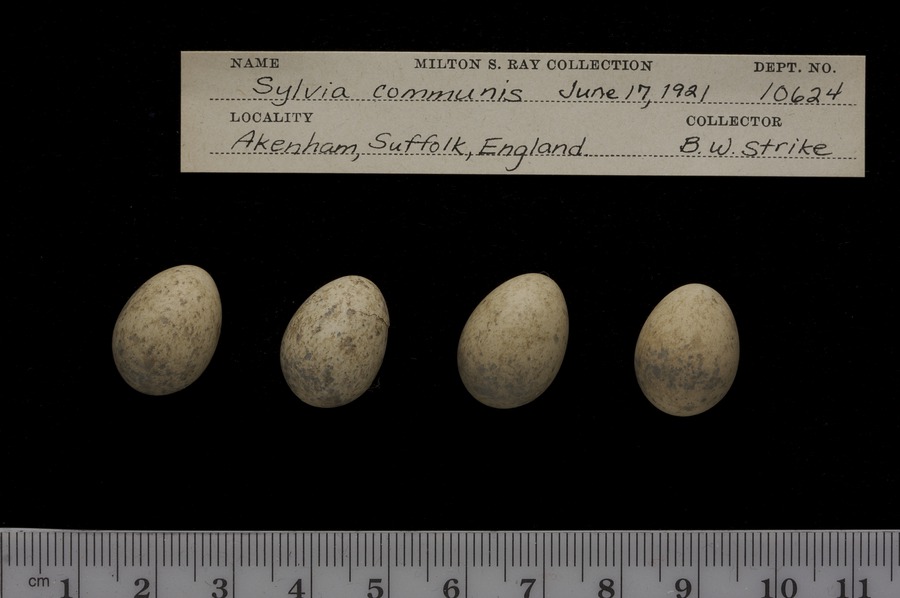 NAME MILTON S. RAY COLLECTION DEPT. NO.
Sylvia communis June 17, 1921 10624
LOCALITY COLLECTOR
Akenham, Suffolk, England B. W. Strike
cm 1 2 3 4 5 6 7 8 9 10 11